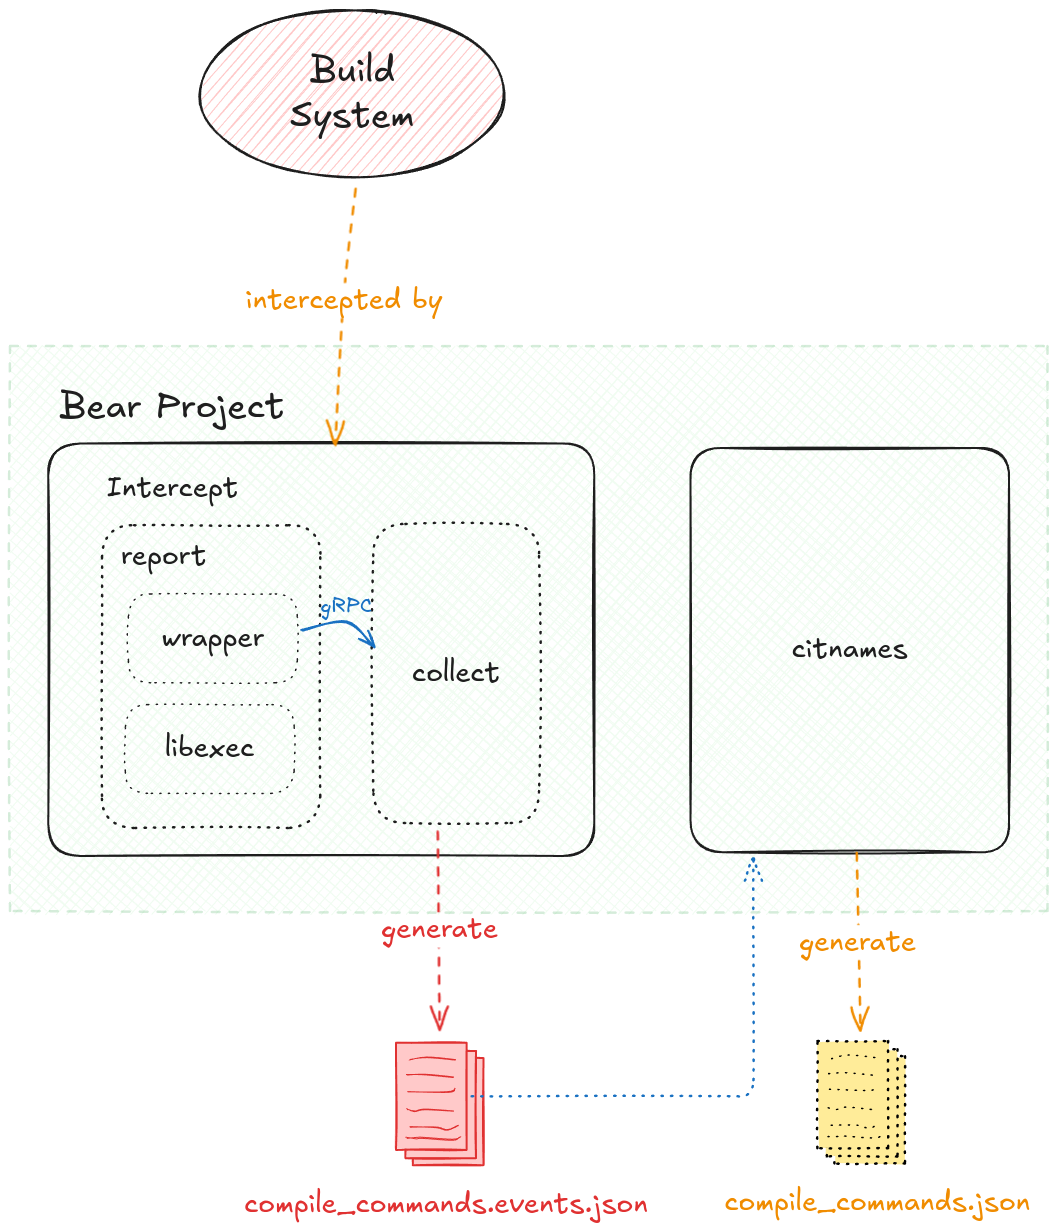 Build
System
intercepted by
Bear Project
Intercept
report
wrapper
gRPC
collect
libexec
citnames
generate
generate
compile_commands.events.json
compile_commands.json